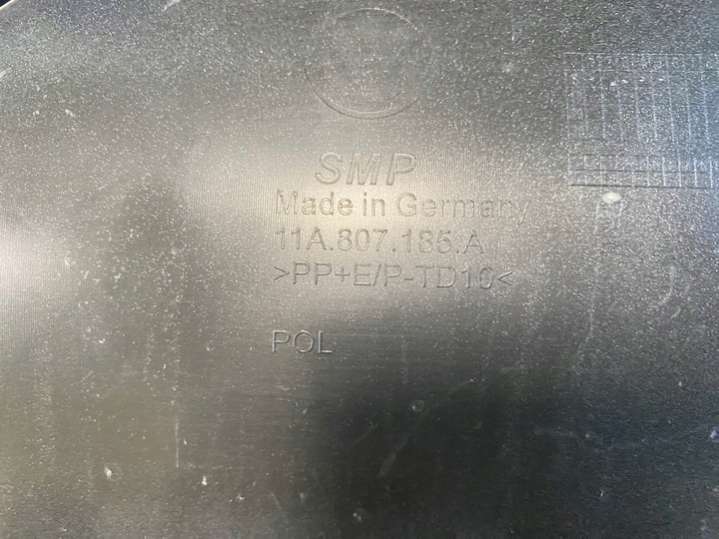 SMP
Made in Germany
11A.807.185.A
>PP+E/P-TD10<
POL